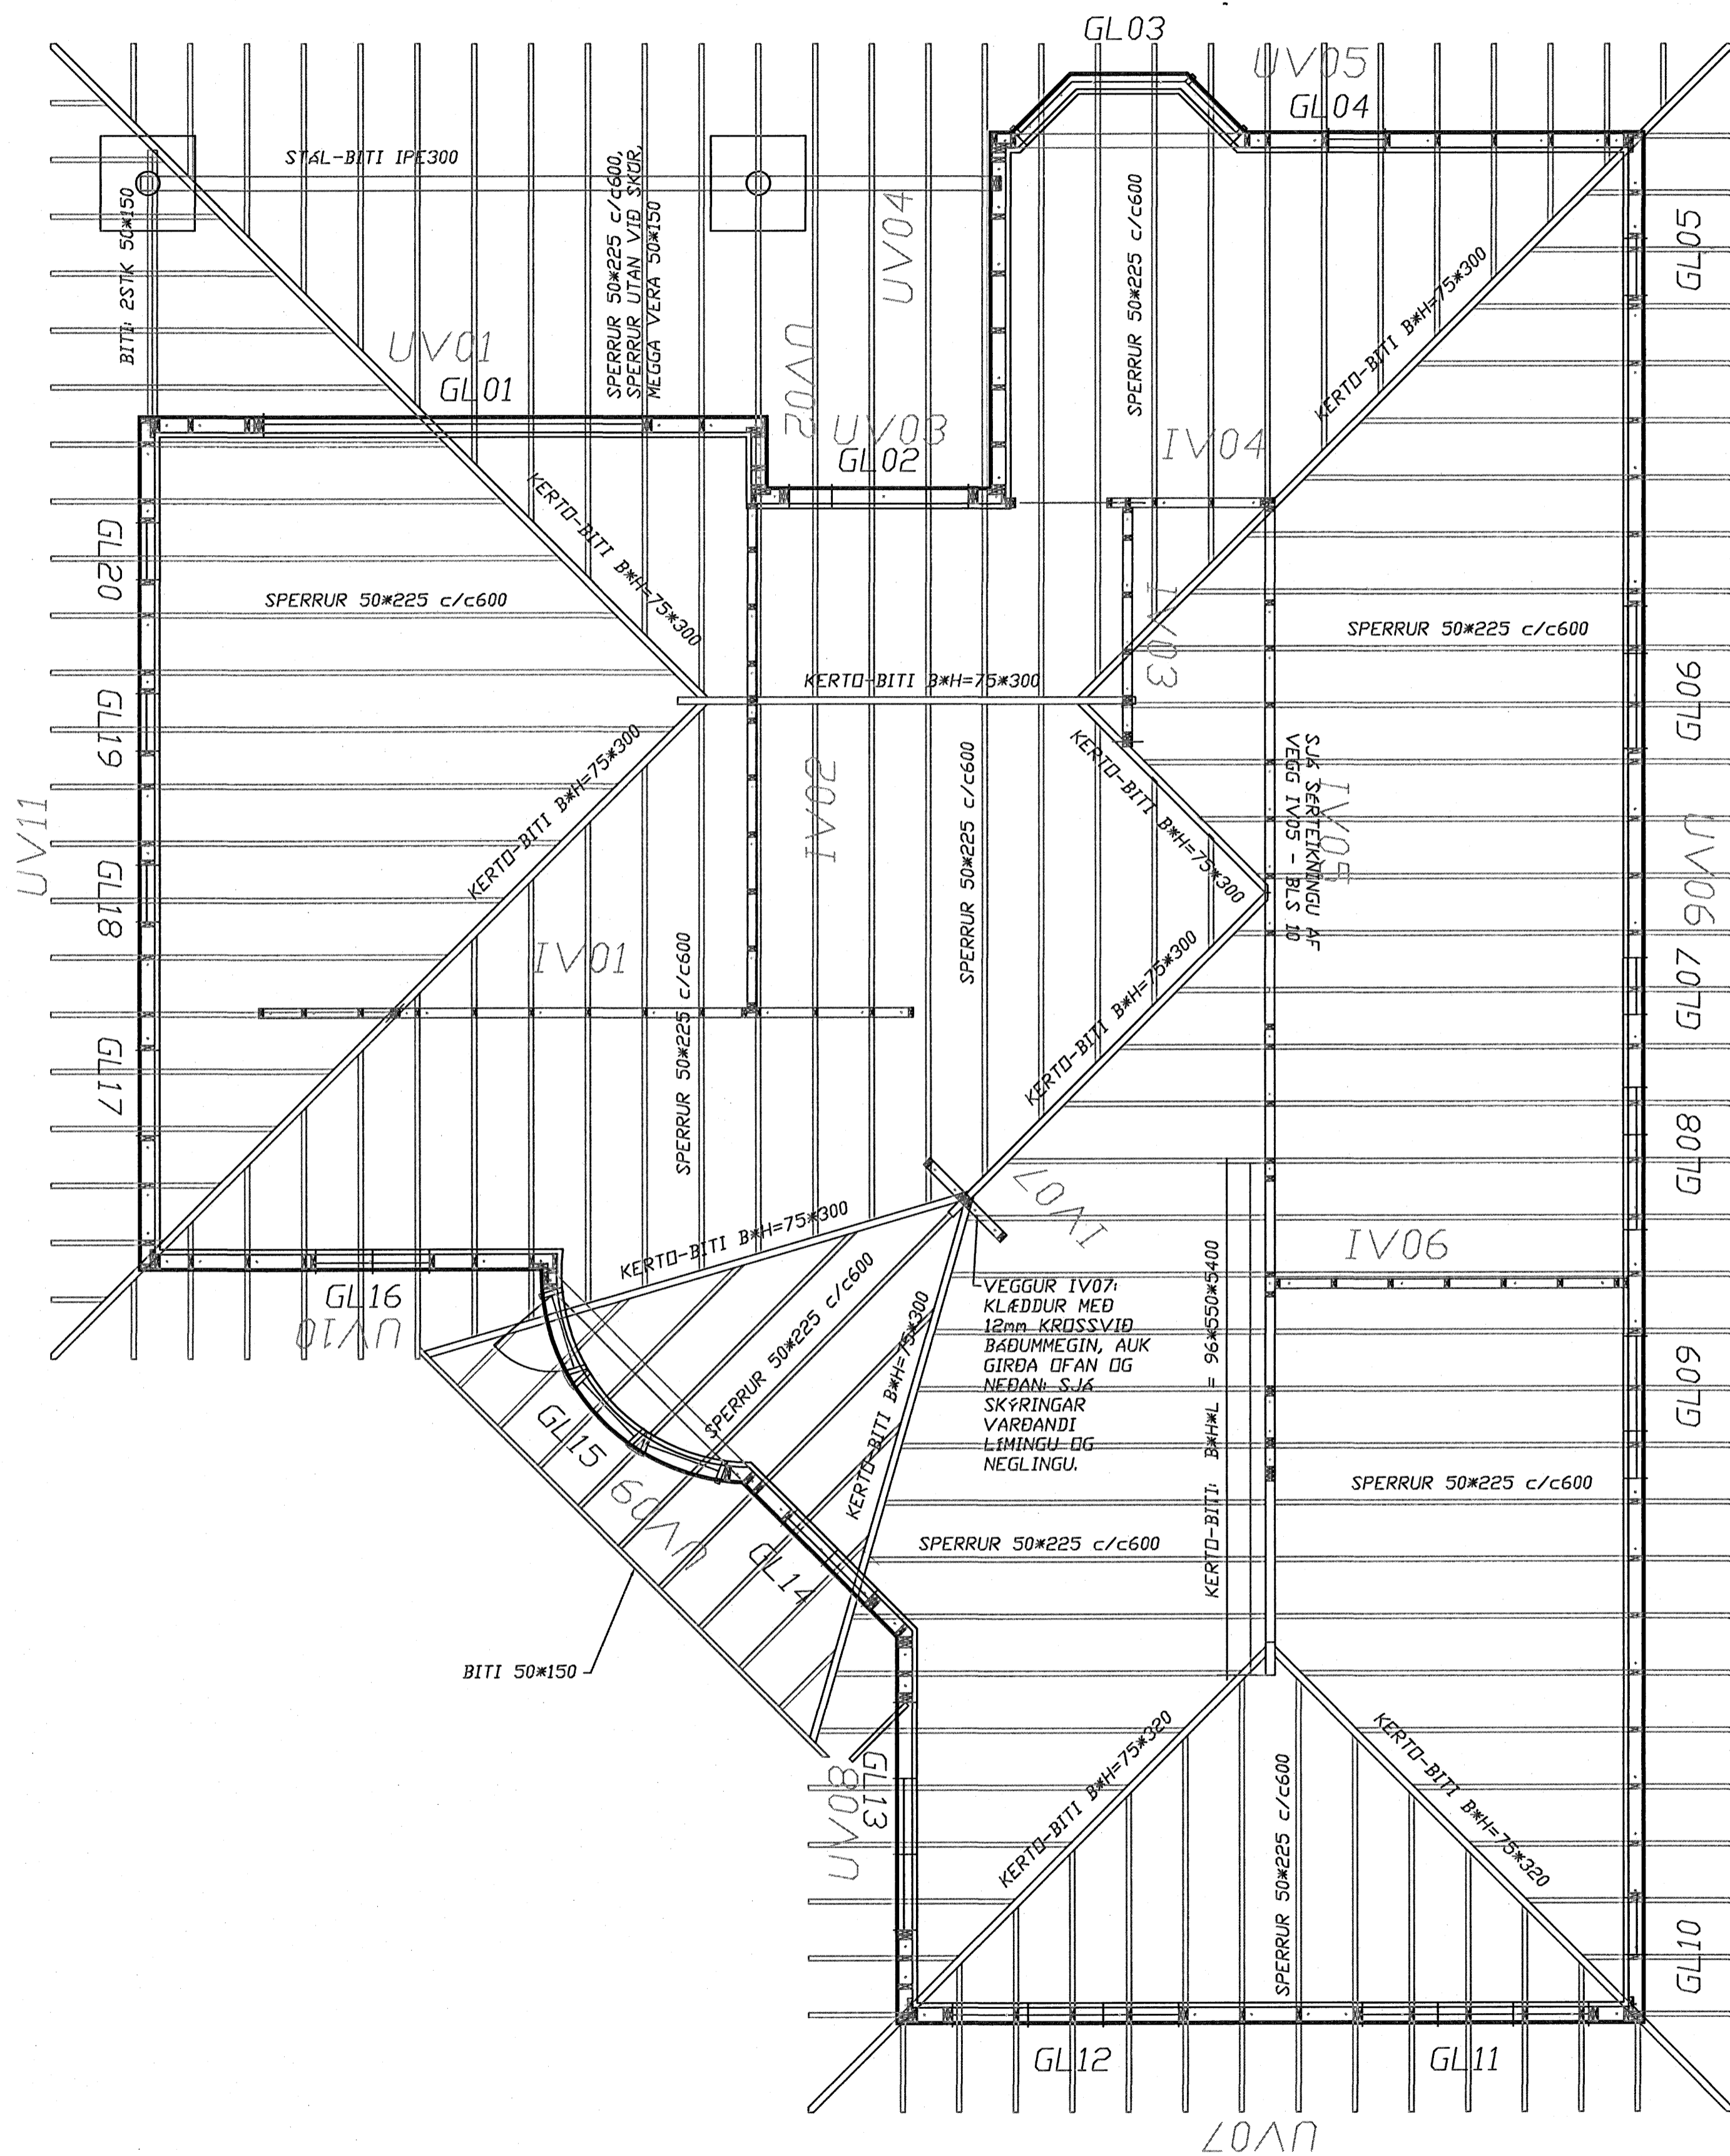 GL03
UV05
GL04
STÁL-BITI IPE300
BITI: 2STK 50*150
SPERRUR 50*225 c/c600,
SPERRUR UTAN VIÐ SKÚR,
MEGGA VERA 50*150
UV04
SPERRUR 50*225 c/c600
GL05
KERTO-BITI B*H=75*300
UV01
GL01
UV02
UV03
GL02
IV04
KERTO-BITI B*H=75*300
GL20
SPERRUR 50*225 c/c600
IV03
SPERRUR 50*225 c/c600
KERTO-BITI B*H=75*300
GL06
GL19
KERTO-BITI B*H=75*300
IV02
SPERRUR 50*225 c/c600
KERTO-BITI B*H=75*300
SJÁ SÉRTEIKNINGU AF
VEGG IV05 - BLS 10
IV05
UV11
UV06
GL18
IV01
SPERRUR 50*225 c/c600
KERTO-BITI B*H=75*300
GL07
GL17
GL08
IV07
KERTO-BITI B*H=75*300
IV06
GL16
UV10
SPERRUR 50*225 c/c600
KERTO-BITI B*H=75*300
VEGGUR IV07:
KLÆDDUR MEÐ
12mm KROSSVIÐ
BÁÐUMMEGIN, AUK
GIRÐA OFAN OG
NEÐAN: SJÁ
SKÝRINGAR
VARÐANDI
LÍMINGU OG
NEGLINGU.
KERTO-BITI: B*H*L = 96*550*5400
GL09
GL15
UV09
GL14
SPERRUR 50*225 c/c600
SPERRUR 50*225 c/c600
BITI 50*150
UV08
GL13
KERTO-BITI B*H=75*320
KERTO-BITI B*H=75*320
SPERRUR 50*225 c/c600
GL10
GL12
GL11
UV07